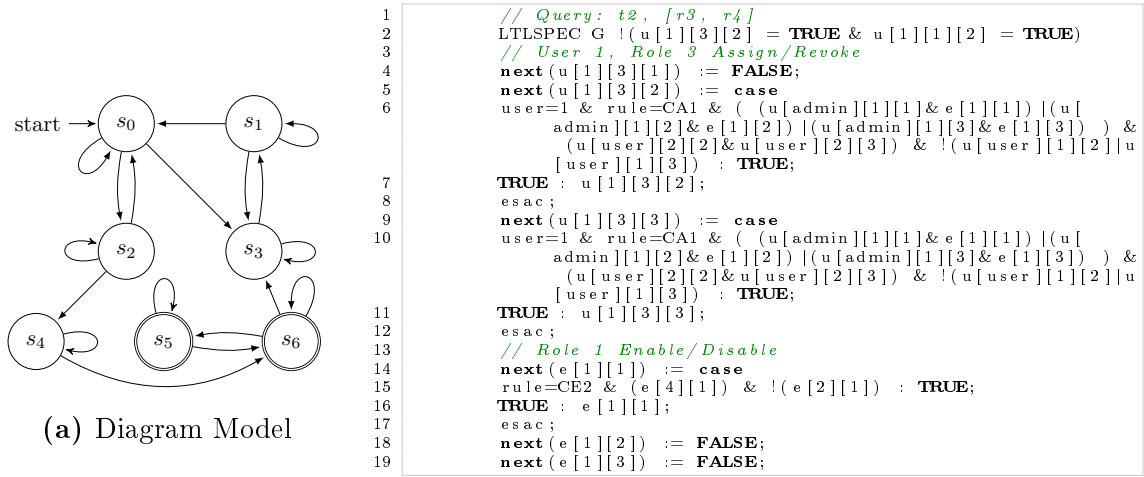 start
s0
s1
s2
s3
s4
s5
s6
(a) Diagram Model
1 // Query: t2, [r3, r4]
2 LTLSPEC G !(u[1][3][2] = TRUE & u[1][1][2] = TRUE)
3 // User 1, Role 3 Assign/Revoke
4 next(u[1][3][1]) := FALSE;
5 next(u[1][3][2]) := case
6 user=1 & rule=CA1 & ( (u[admin][1][1]&e[1][1]) |(u[
admin][1][2]&e[1][2]) |(u[admin][1][3]&e[1][3]) ) &
(u[user][2][2]&u[user][2][3]) & !(u[user][1][2]|u
[user][1][3]) : TRUE;
7 TRUE : u[1][3][2];
8 esac;
9 next(u[1][3][3]) := case
10 user=1 & rule=CA1 & ( (u[admin][1][1]&e[1][1]) |(u[
admin][1][2]&e[1][2]) |(u[admin][1][3]&e[1][3]) ) &
(u[user][2][2]&u[user][2][3]) & !(u[user][1][2]|u
[user][1][3]) : TRUE;
11 TRUE : u[1][3][3];
12 esac;
13 // Role 1 Enable/Disable
14 next(e[1][1]) := case
15 rule=CE2 & (e[4][1]) & !(e[2][1]) : TRUE;
16 TRUE : e[1][1];
17 esac;
18 next(e[1][2]) := FALSE;
19 next(e[1][3]) := FALSE;